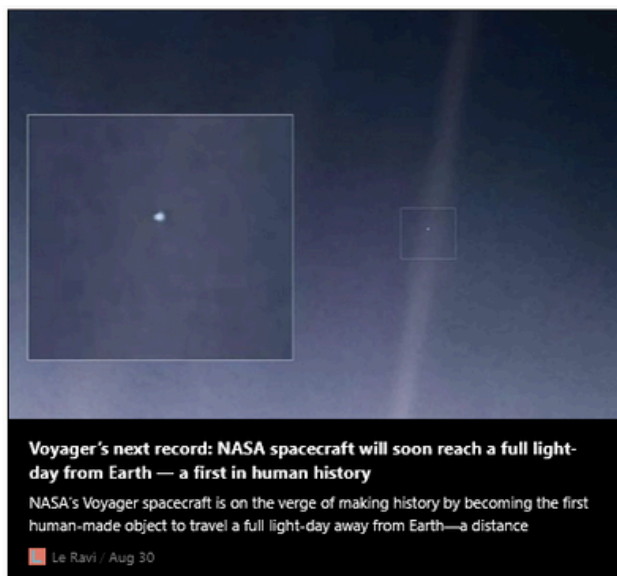 Voyager’s next record: NASA spacecraft will soon reach a full light-
day from Earth — a first in human history
NASA’s Voyager spacecraft is on the verge of making history by becoming the first
human-made object to travel a full light-day away from Earth—a distance
L Le Ravi / Aug 30